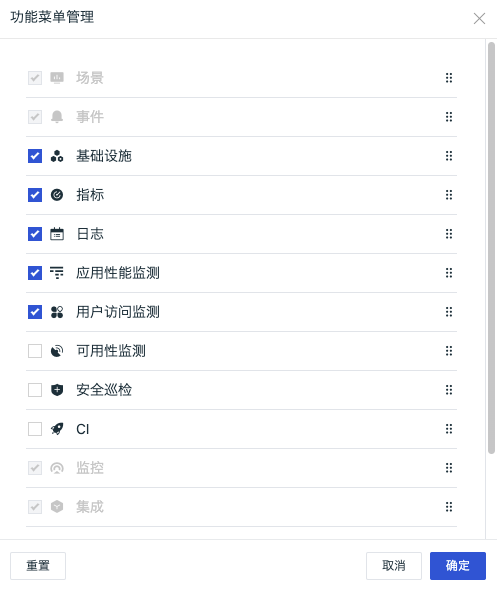 功能菜单管理
场景
事件
基础设施
指标
日志
应用性能监测
用户访问监测
可用性监测
安全巡检
CI
监控
集成
重置
取消
确定